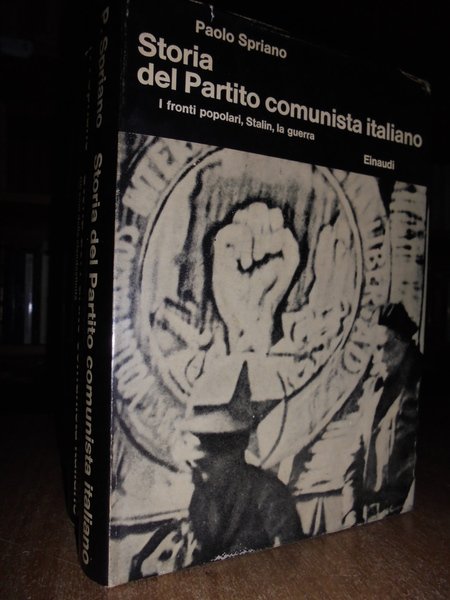 Paolo Spriano
Storia
del Partito comunista italiano
I fronti popolari, Stalin, la guerra
Einaudi
P. Spriano Storia del Partito comunista italiano